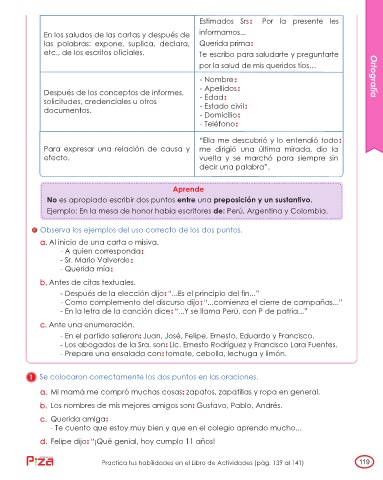 En los saludos de las cartas y después de
las palabras: expone, suplica, declara,
etc., de los escritos oficiales.
Estimados Srs: Por la presente les
informamos...
Querida prima:
Te escribo para saludarte y preguntarte
por la salud de mis queridos tíos...
Después de los conceptos de informes,
solicitudes, credenciales u otros
documentos.
- Nombre:
- Apellidos:
- Edad:
- Estado civil:
- Domicilio:
- Teléfono:
Para expresar una relación de causa y
efecto.
"Ella me descubrió y lo entendió todo:
me dirigió una última mirada, dio la
vuelta y se marchó para siempre sin
decir una palabra".
Ortografía
Aprende
No es apropiado escribir dos puntos entre una preposición y un sustantivo.
Ejemplo: En la mesa de honor había escritores de: Perú, Argentina y Colombia.
Observa los ejemplos del uso correcto de los dos puntos.
a. Al inicio de una carta o misiva.
- A quien corresponda:
- Sr. Mario Valverde:
- Querida mía:
b. Antes de citas textuales.
- Después de la elección dijo: "...Es el principio del fin..."
- Como complemento del discurso dijo: "...comienza el cierre de campañas..."
- En la letra de la canción dice: "...Y se llama Perú, con P de patria..."
c. Ante una enumeración.
- En el partido salieron: Juan, José, Felipe, Ernesto, Eduardo y Francisco.
- Los abogados de la Sra. son: Lic. Ernesto Rodríguez y Francisco Lara Fuentes.
- Prepare una ensalada con: tomate, cebolla, lechuga y limón.
1 Se colocaron correctamente los dos puntos en las oraciones.
a. Mi mamá me compró muchas cosas: zapatos, zapatillas y ropa en general.
b. Los nombres de mis mejores amigos son: Gustavo, Pablo, Andrés.
c. Querida amiga:
- Te cuento que estoy muy bien y que en el colegio aprendo mucho...
d. Felipe dijo: "¡Qué genial, hoy cumplo 11 años!
Practica tus habilidades en el Libro de Actividades (pág. 139 al 141)
119